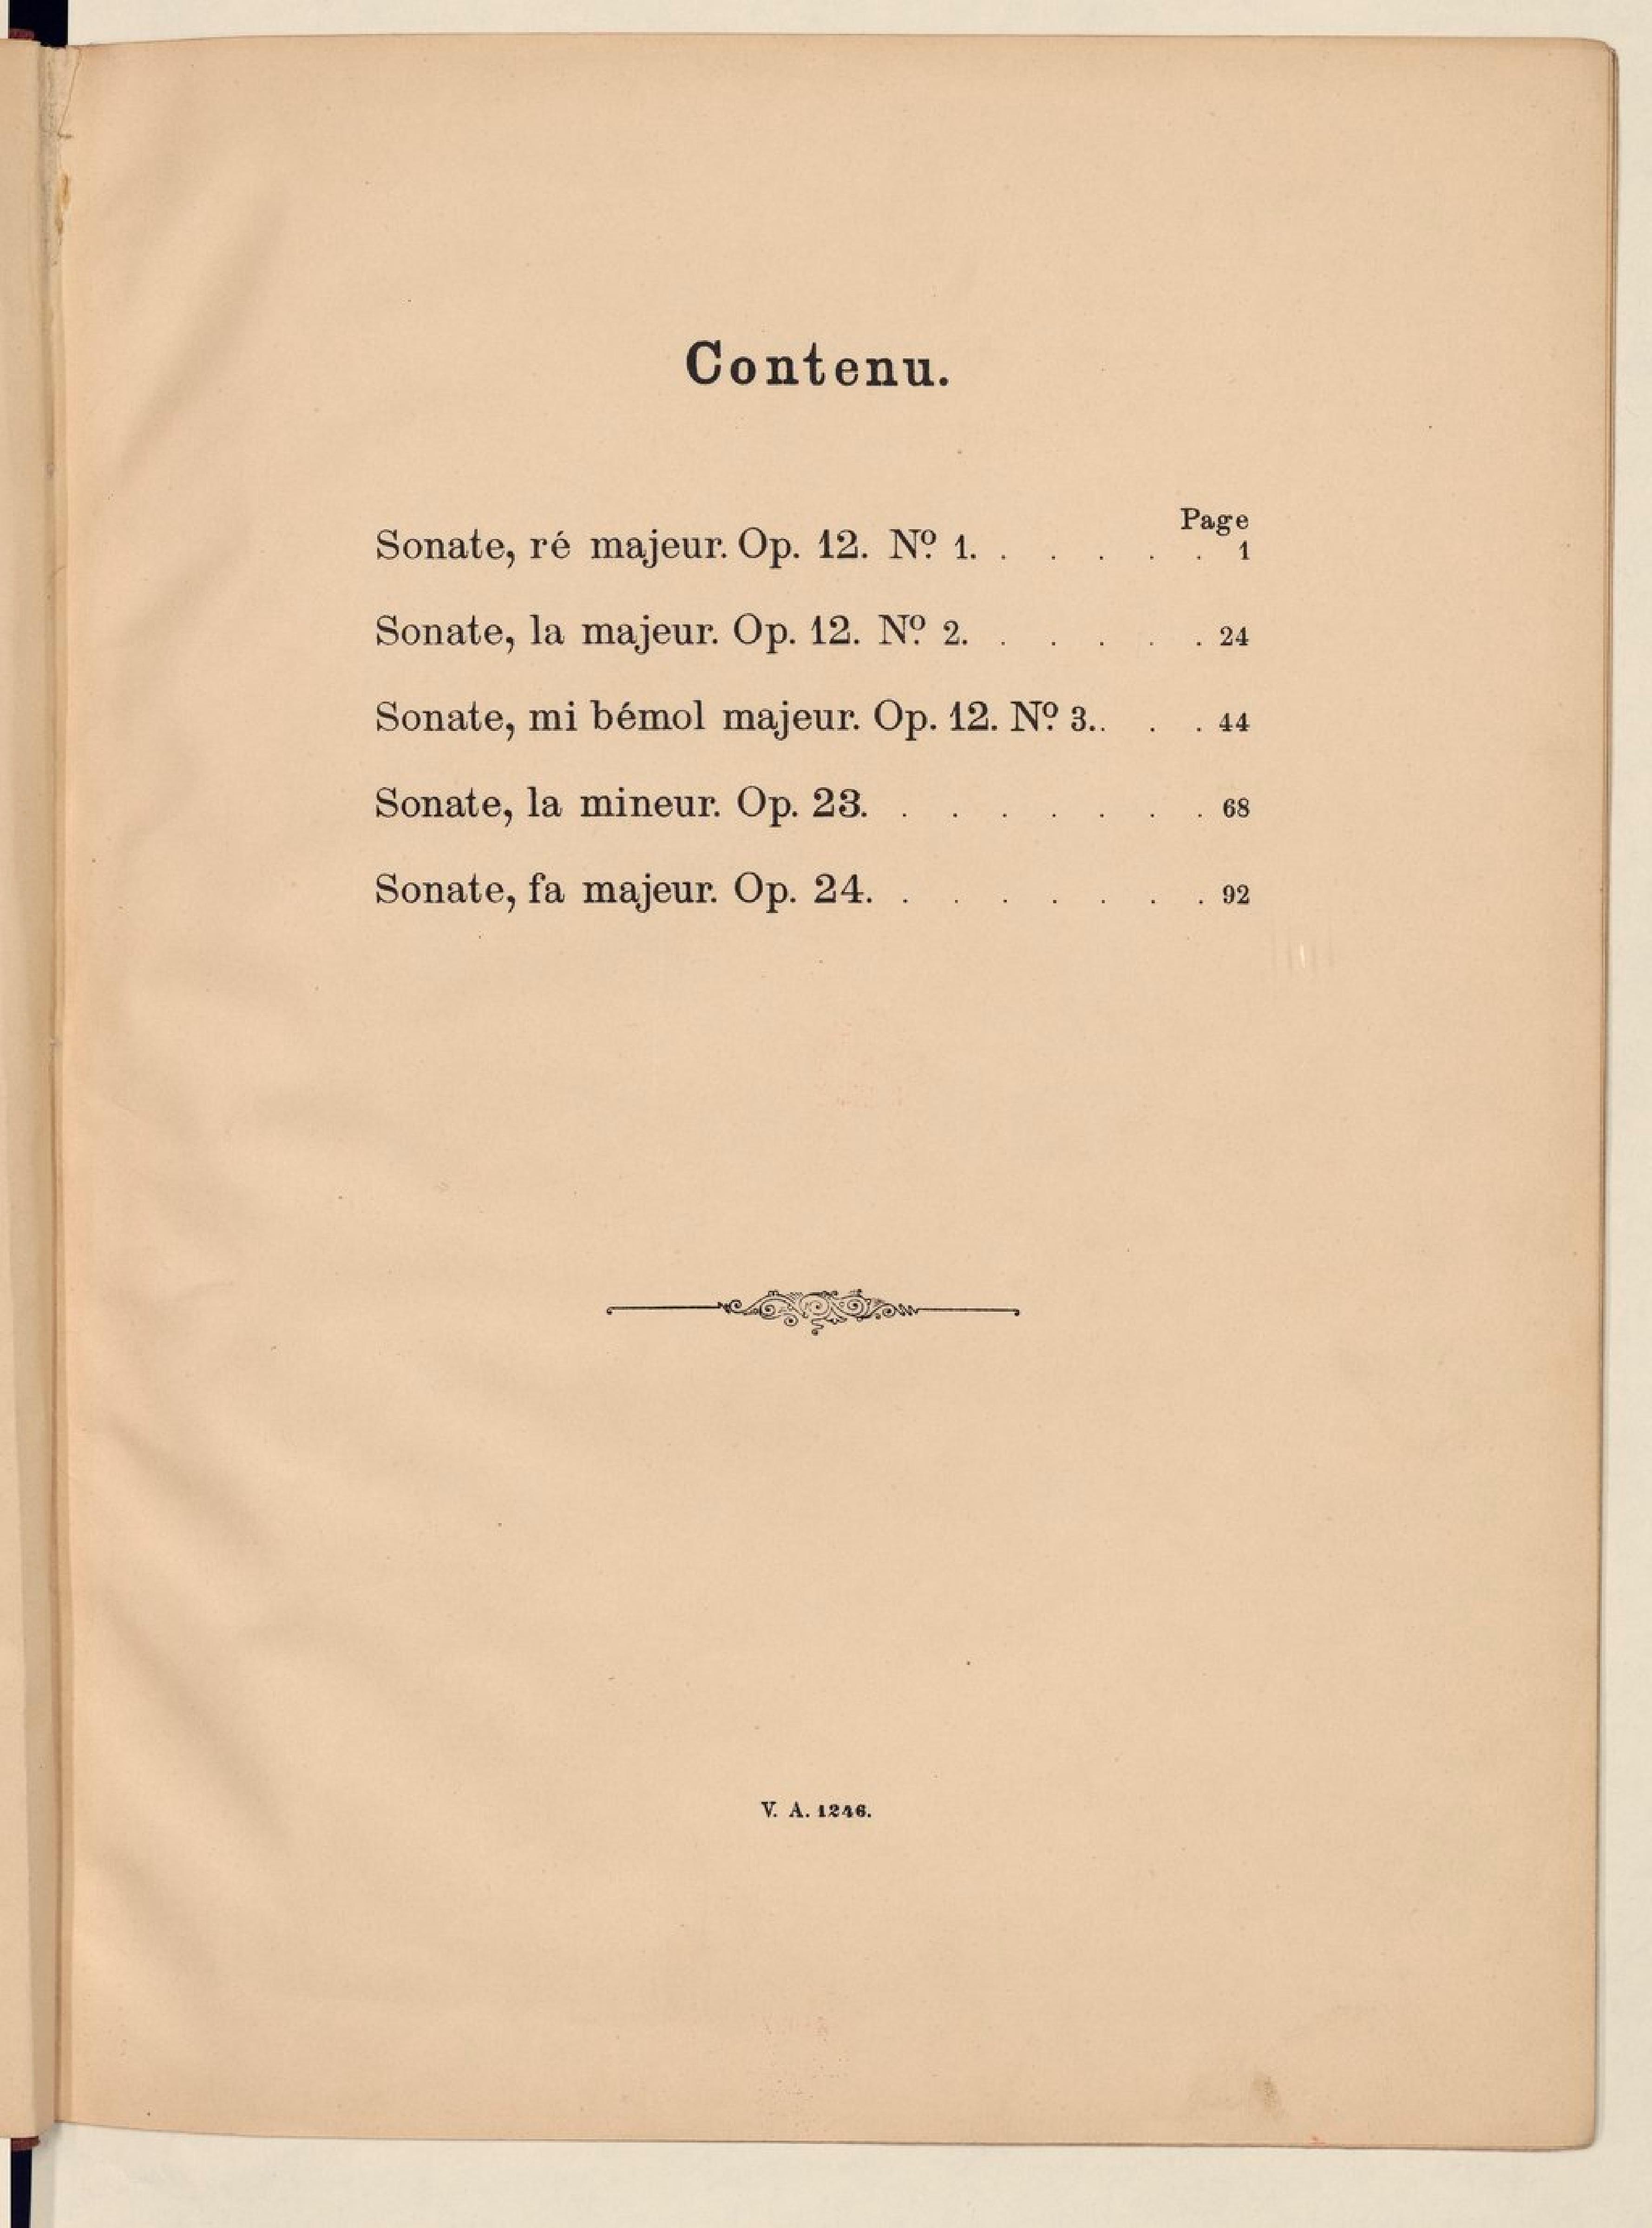 Contenu.
Page
Sonate, ré majeur. Op. 12. Nº 1. . . . . . 1
Sonate, la majeur. Op. 12. Nº 2. . . . . . 24
Sonate, mi bémol majeur. Op. 12. Nº 3.. . . 44
Sonate, la mineur. Op. 23. . . . . . . . 68
Sonate, fa majeur. Op. 24. . . . . . . . 92
V. A. 1246.